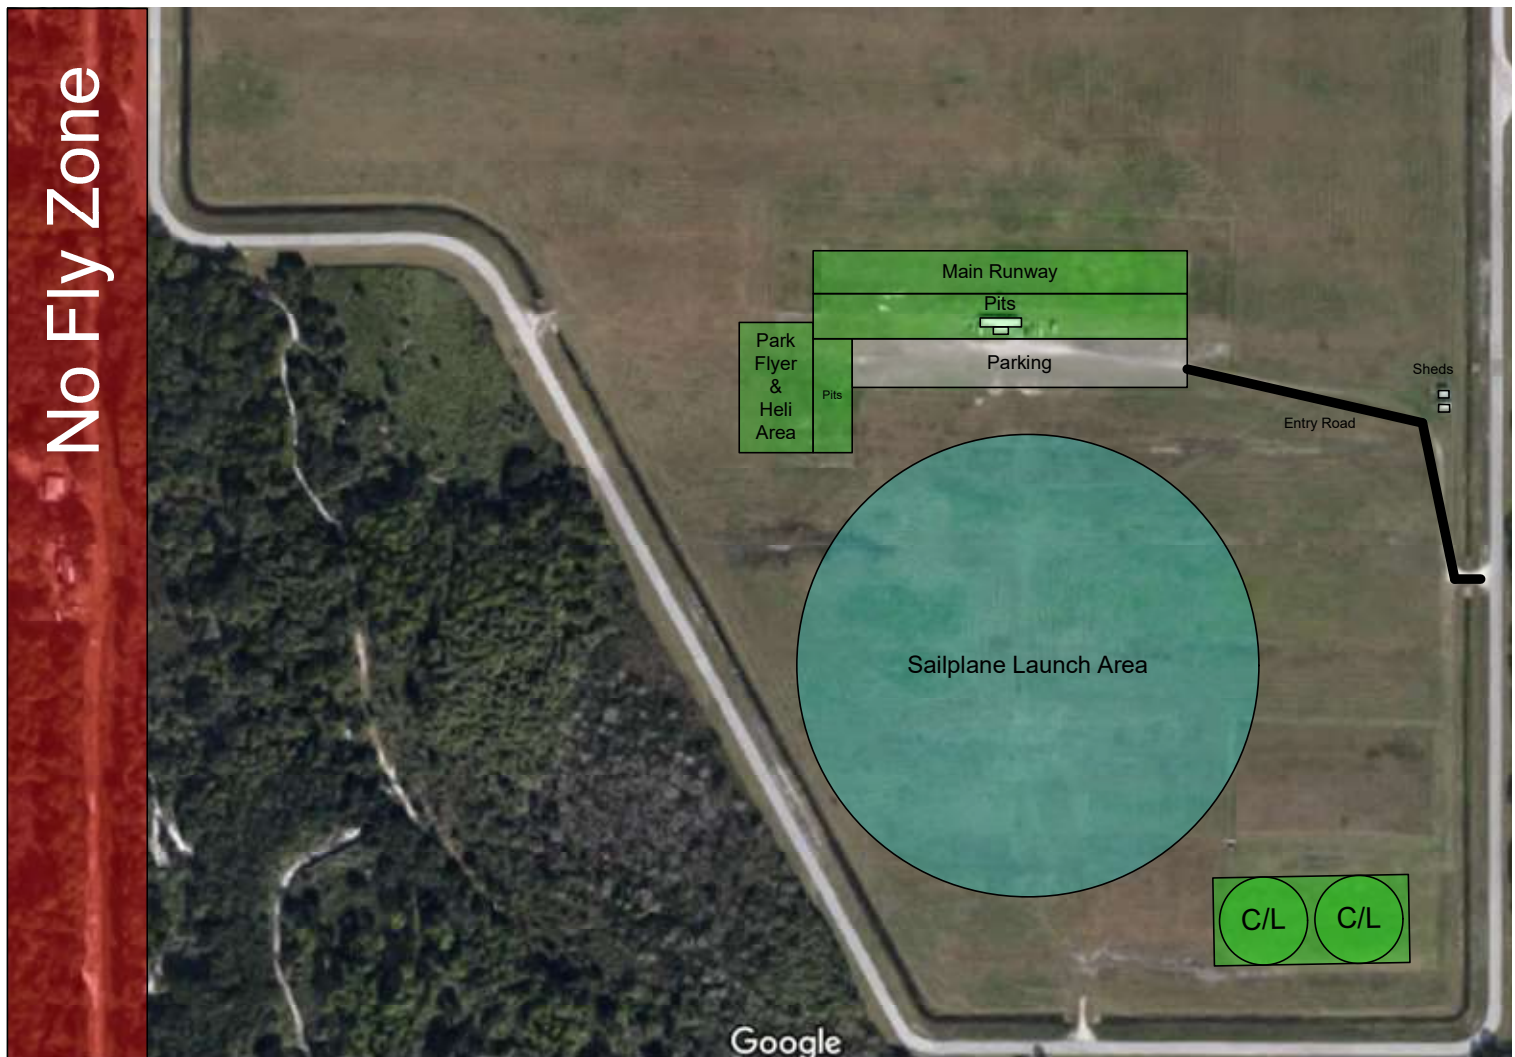 No Fly Zone
Main Runway
Pits
Park
Flyer
&
Heli
Area
Pits
Parking
Sheds
Entry Road
Sailplane Launch Area
C/L
C/L
Google